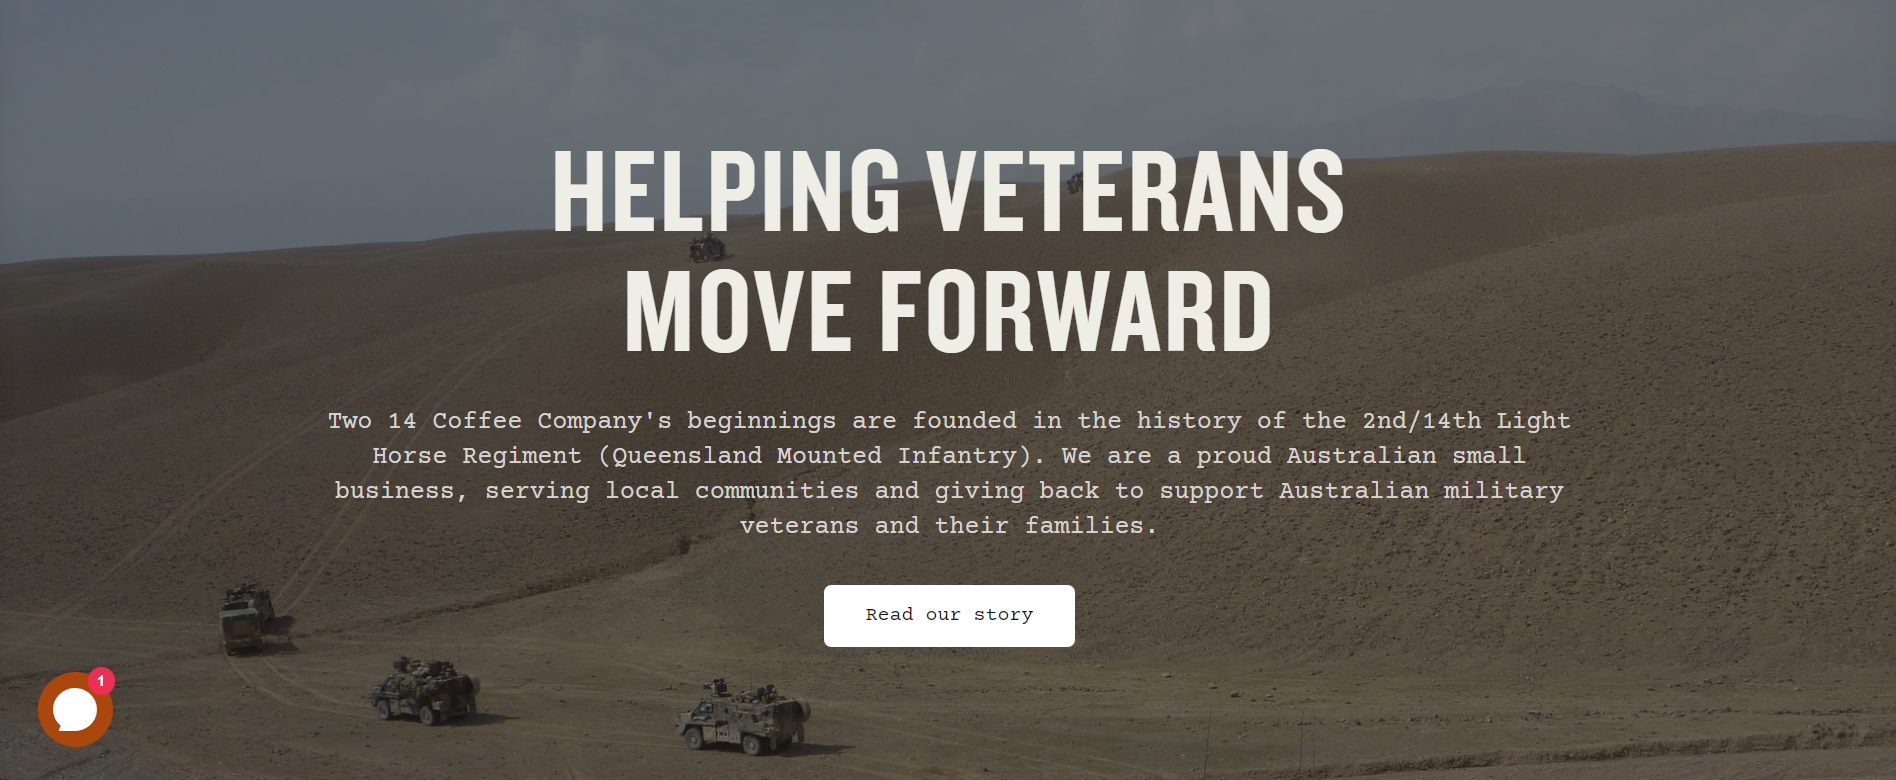 HELPING VETERANS
MOVE FORWARD
Two 14 Coffee Company's beginnings are founded in the history of the 2nd/14th Light
Horse Regiment (Queensland Mounted Infantry). We are a proud Australian small
business, serving local communities and giving back to support Australian military
veterans and their families.
Read our story
1